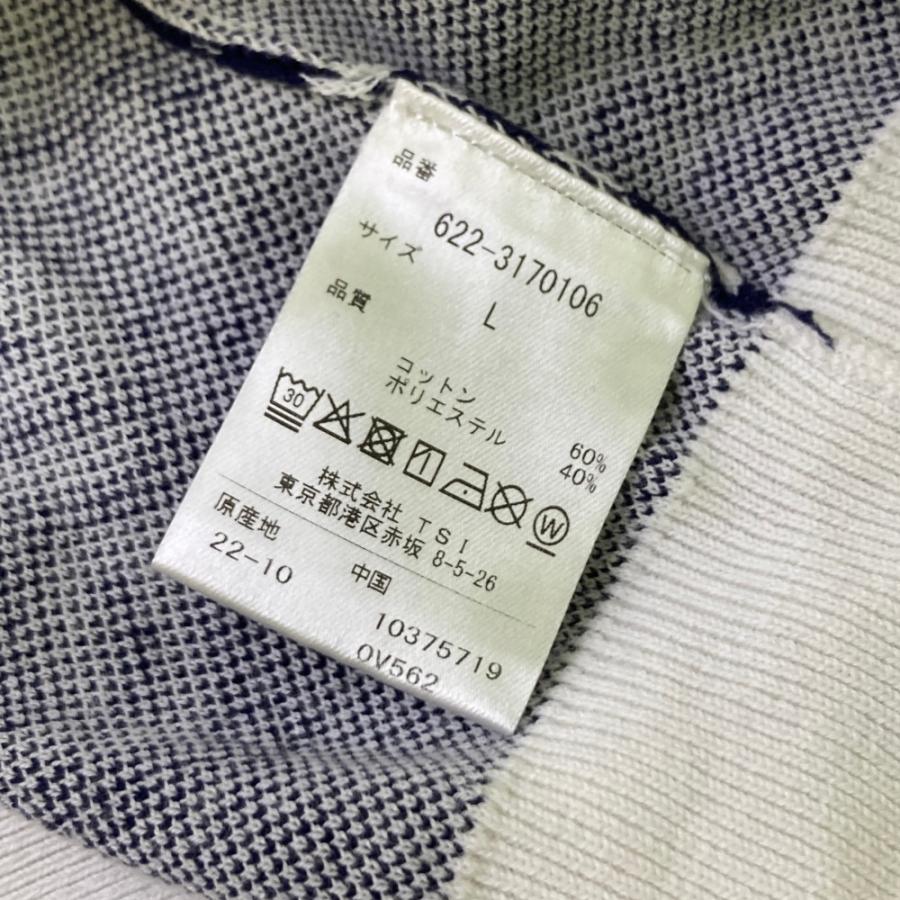 品番
622-3170106
サイズ
L
品質
コットン 60%
ポリエステル 40%
30
W
株式会社 TSI
東京都港区赤坂 8-5-26
原産地 中国
22-10 10375719
0V562